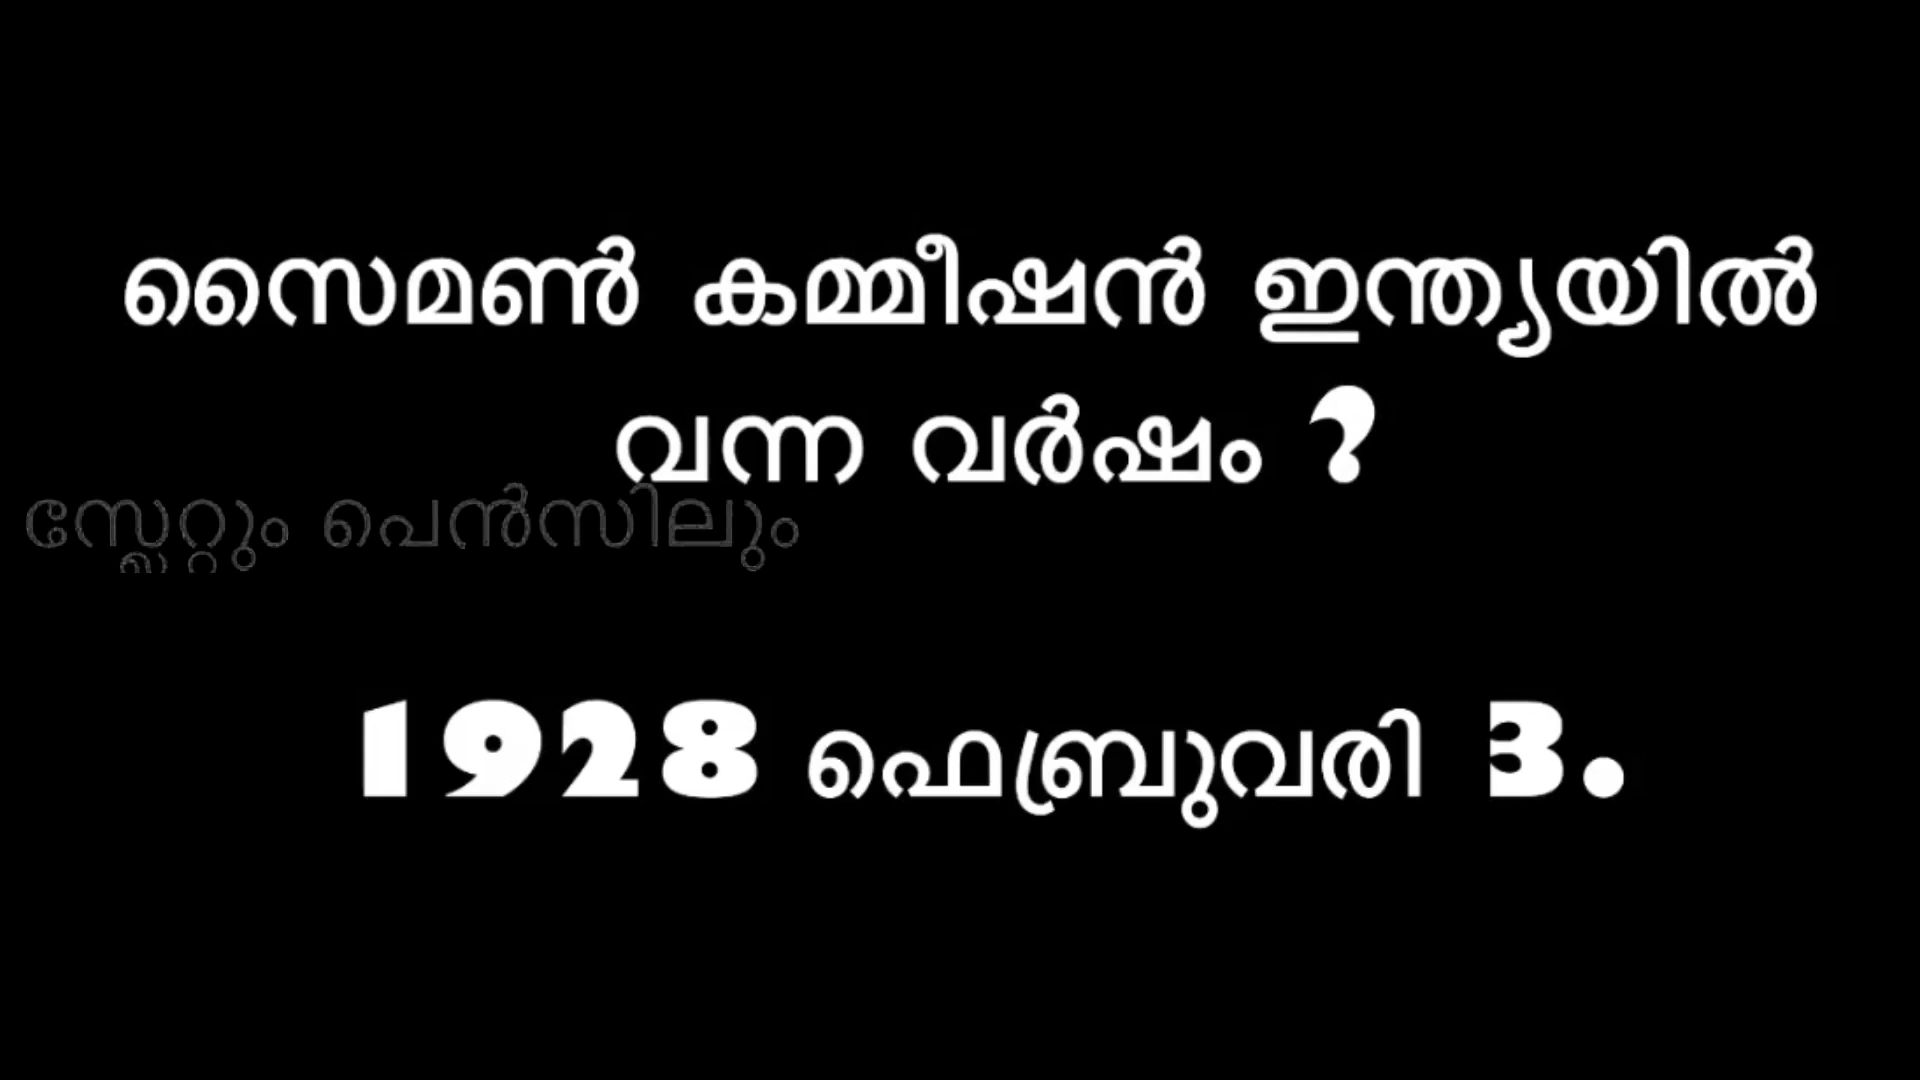 സൈമൺ കമ്മീഷൻ ഇന്ത്യയിൽ
വന്ന വർഷം ?
സ്ലേറ്റും പെൻസിലും
1928 ഫെബ്രുവരി 3.